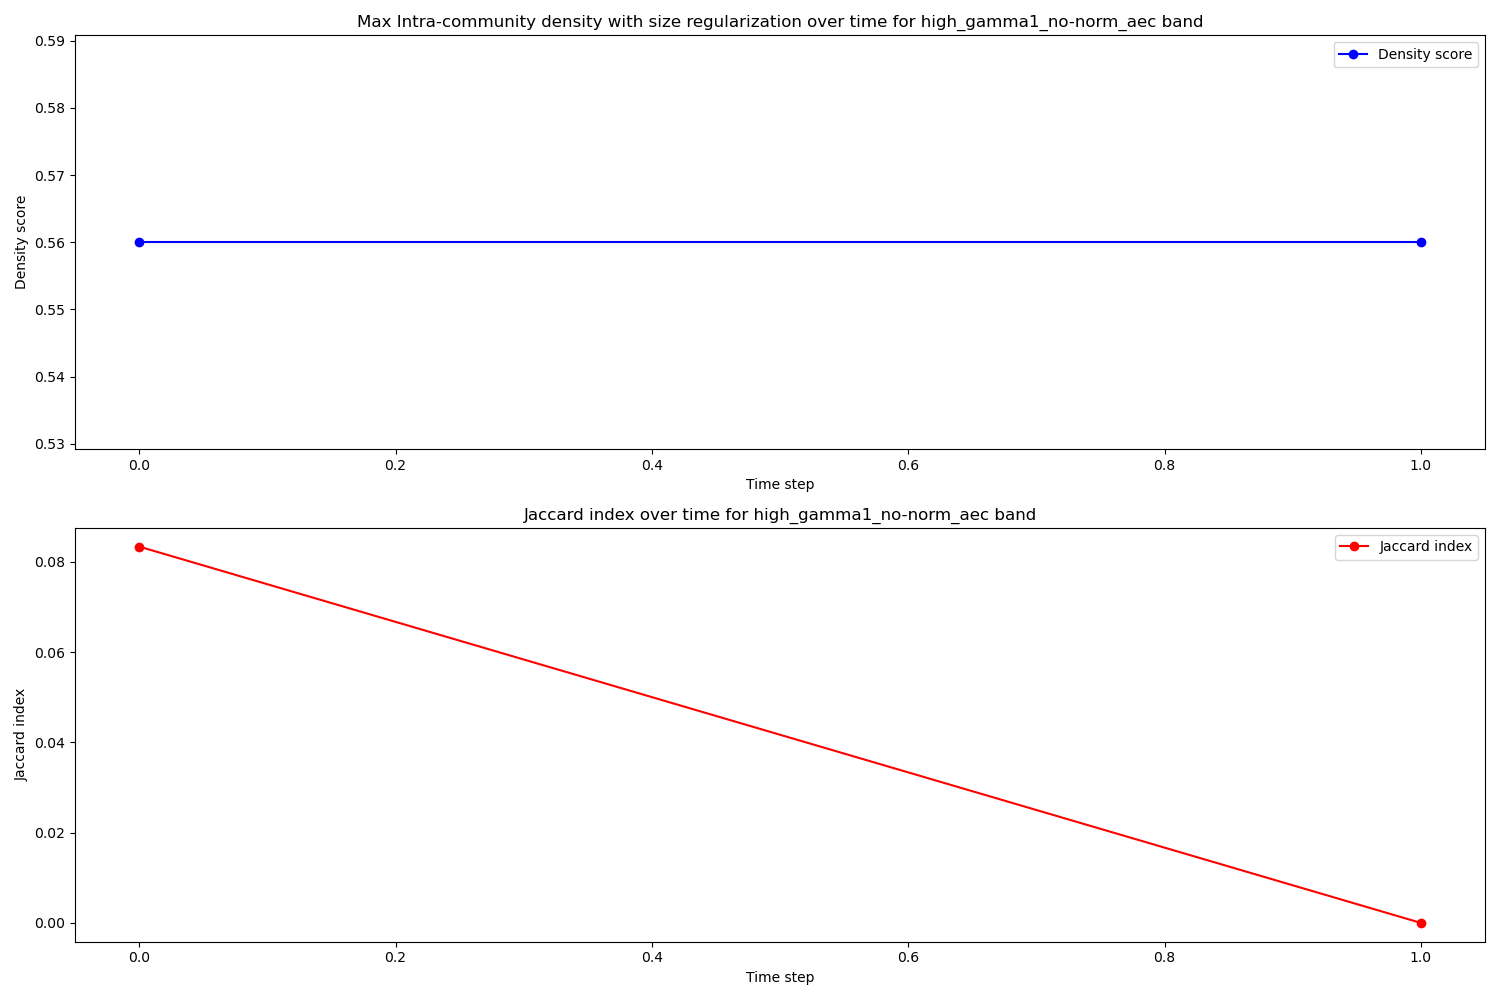 Max Intra-community density with size regularization over time for high_gamma1_no-norm_aec band
0.59
0.58
0.57
0.56
0.55
0.54
0.53
Density score
Density score
0.0 0.2 0.4 0.6 0.8 1.0
Time step
Jaccard index over time for high_gamma1_no-norm_aec band
0.08
0.06
0.04
0.02
0.00
Jaccard index
Jaccard index
0.0 0.2 0.4 0.6 0.8 1.0
Time step